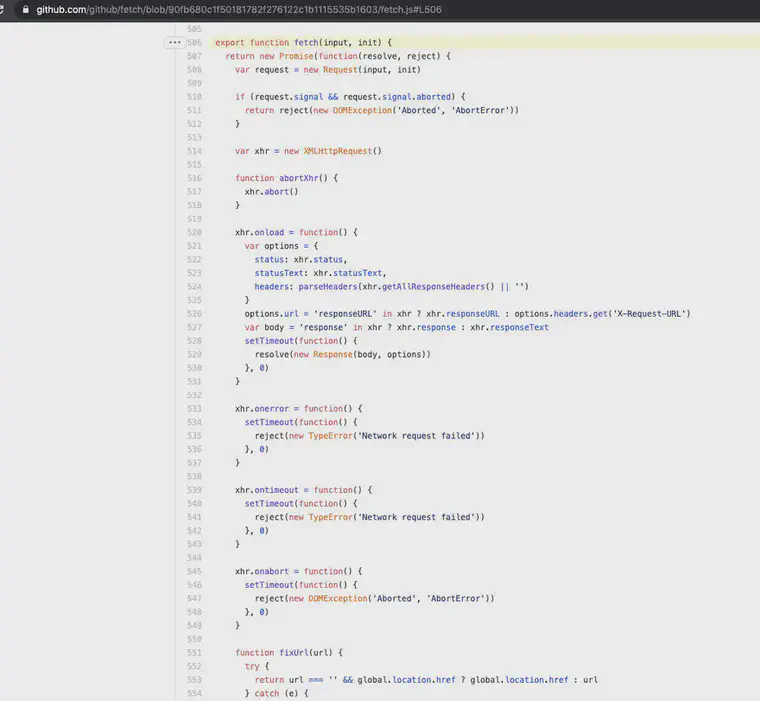 github.com/github/fetch/blob/90fb680c1f50181782f276122c1b1115535b1603/fetch.js#L506
505
506 export function fetch(input, init) {
507 return new Promise(function(resolve, reject) {
508 var request = new Request(input, init)
509
510 if (request.signal && request.signal.aborted) {
511 return reject(new DOMException('Aborted', 'AbortError'))
512 }
513
514 var xhr = new XMLHttpRequest()
515
516 function abortXhr() {
517 xhr.abort()
518 }
519
520 xhr.onload = function() {
521 var options = {
522 status: xhr.status,
523 statusText: xhr.statusText,
524 headers: parseHeaders(xhr.getAllResponseHeaders() || '')
525 }
526 options.url = 'responseURL' in xhr ? xhr.responseURL : options.headers.get('X-Request-URL')
527 var body = 'response' in xhr ? xhr.response : xhr.responseText
528 setTimeout(function() {
529 resolve(new Response(body, options))
530 }, 0)
531 }
532
533 xhr.onerror = function() {
534 setTimeout(function() {
535 reject(new TypeError('Network request failed'))
536 }, 0)
537 }
538
539 xhr.ontimeout = function() {
540 setTimeout(function() {
541 reject(new TypeError('Network request failed'))
542 }, 0)
543 }
544
545 xhr.onabort = function() {
546 setTimeout(function() {
547 reject(new DOMException('Aborted', 'AbortError'))
548 }, 0)
549 }
550
551 function fixUrl(url) {
552 try {
553 return url === '' && global.location.href ? global.location.href : url
554 } catch (e) {